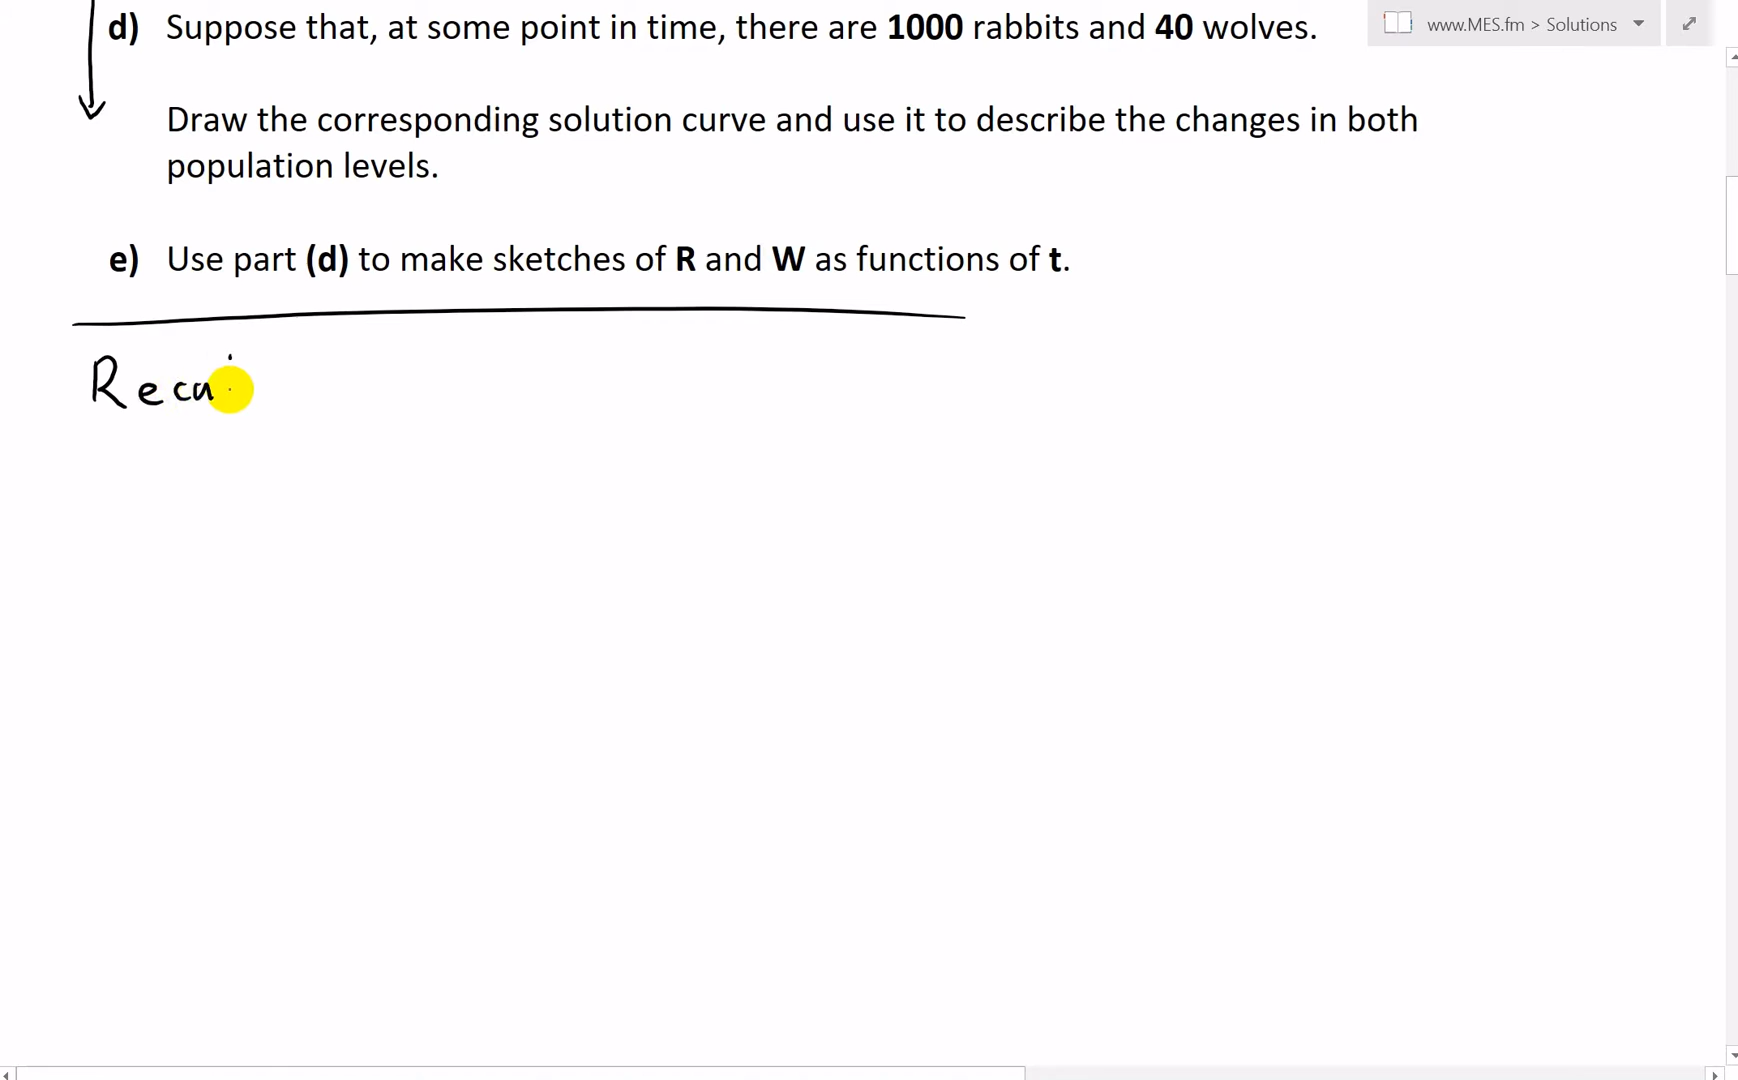 d) Suppose that, at some point in time, there are 1000 rabbits and 40 wolves.
www.MES.fm > Solutions
Draw the corresponding solution curve and use it to describe the changes in both
population levels.
e) Use part (d) to make sketches of R and W as functions of t.
Reca